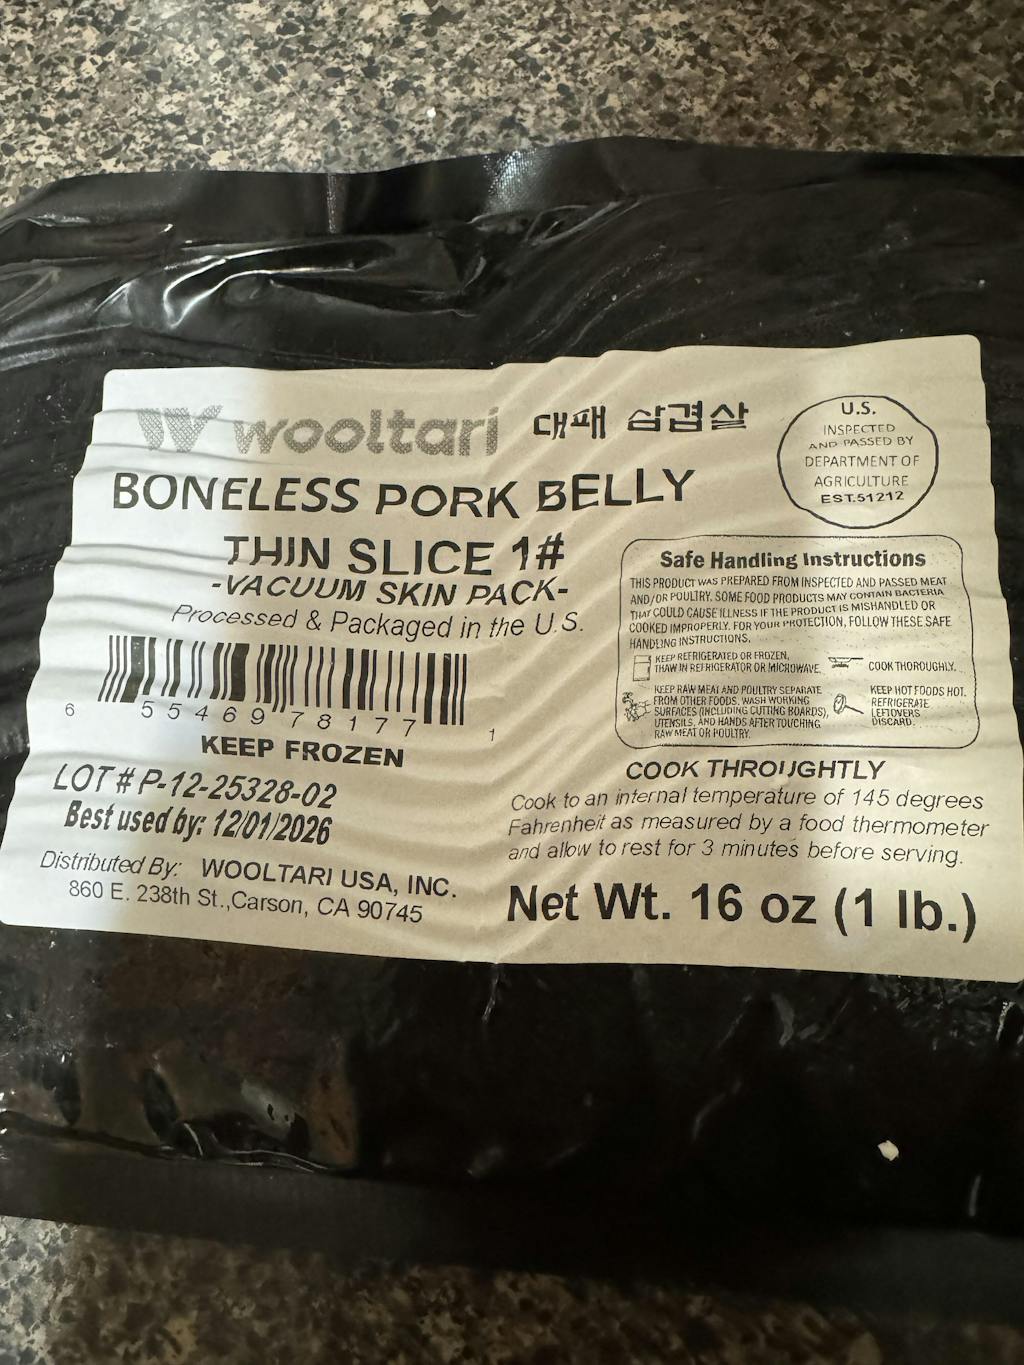 wooltari 대패 삼겹살
BONELESS PORK BELLY
THIN SLICE 1#
-VACUUM SKIN PACK-
Processed & Packaged in the U.S.
6 55469 78177 1
KEEP FROZEN
LOT # P-12-25328-02
Best used by: 12/01/2026
Distributed By: WOOLTARI USA, INC.
860 E. 238th St.,Carson, CA 90745
U.S.
INSPECTED
AND PASSED BY
DEPARTMENT OF
AGRICULTURE
EST.51212
Safe Handling Instructions
THIS PRODUCT WAS PREPARED FROM INSPECTED AND PASSED MEAT
AND/OR POULTRY. SOME FOOD PRODUCTS MAY CONTAIN BACTERIA
THAT COULD CAUSE ILLNESS IF THE PRODUCT IS MISHANDLED OR
COOKED IMPROPERLY. FOR YOUR PROTECTION, FOLLOW THESE SAFE
HANDLING INSTRUCTIONS.
KEEP REFRIGERATED OR FROZEN.
THAW IN REFRIGERATOR OR MICROWAVE.
COOK THOROUGHLY.
KEEP RAW MEAT AND POULTRY SEPARATE
FROM OTHER FOODS. WASH WORKING
SURFACES (INCLUDING CUTTING BOARDS),
UTENSILS, AND HANDS AFTER TOUCHING
RAW MEAT OR POULTRY.
KEEP HOT FOODS HOT.
REFRIGERATE
LEFTOVERS
DISCARD.
COOK THROUGHTLY
Cook to an internal temperature of 145 degrees
Fahrenheit as measured by a food thermometer
and allow to rest for 3 minutes before serving.
Net Wt. 16 oz (1 lb.)